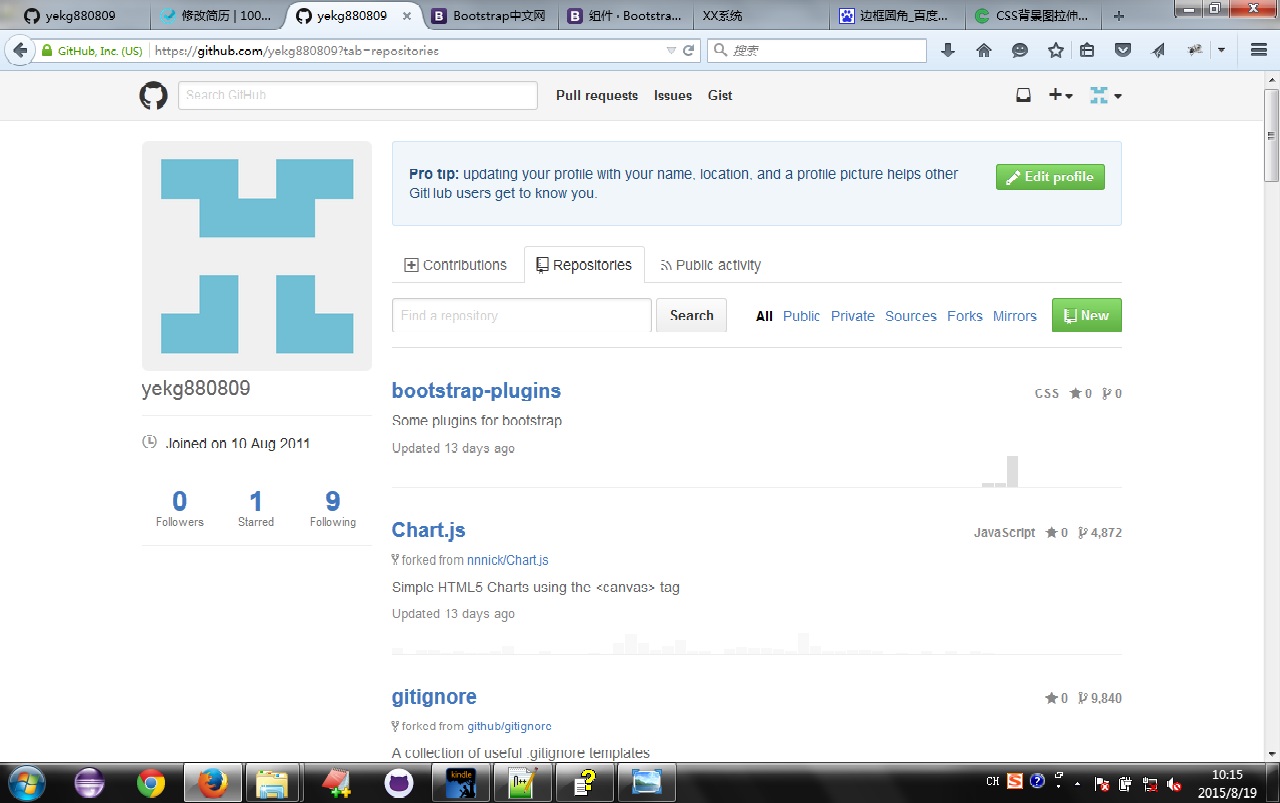 yekg880809
修改简历 | 100...
yekg880809
Bootstrap中文网
组件 · Bootstra...
XX系统
边框圆角_百度...
CSS背景图拉伸...
GitHub, Inc. (US)
https://github.com/yekg880809?tab=repositories
搜索
Search GitHub
Pull requests Issues Gist
Pro tip: updating your profile with your name, location, and a profile picture helps other
GitHub users get to know you.
Edit profile
Contributions
Repositories
Public activity
Find a repository
Search
All Public Private Sources Forks Mirrors
New
yekg880809
Joined on 10 Aug 2011
0 1 9
Followers Starred Following
bootstrap-plugins
CSS 0 0
Some plugins for bootstrap
Updated 13 days ago
Chart.js
JavaScript 0 4,872
forked from nnnick/Chart.js
Simple HTML5 Charts using the <canvas> tag
Updated 13 days ago
gitignore
0 9,840
forked from github/gitignore
A collection of useful .gitignore templates
kindle
CH
10:15
2015/8/19